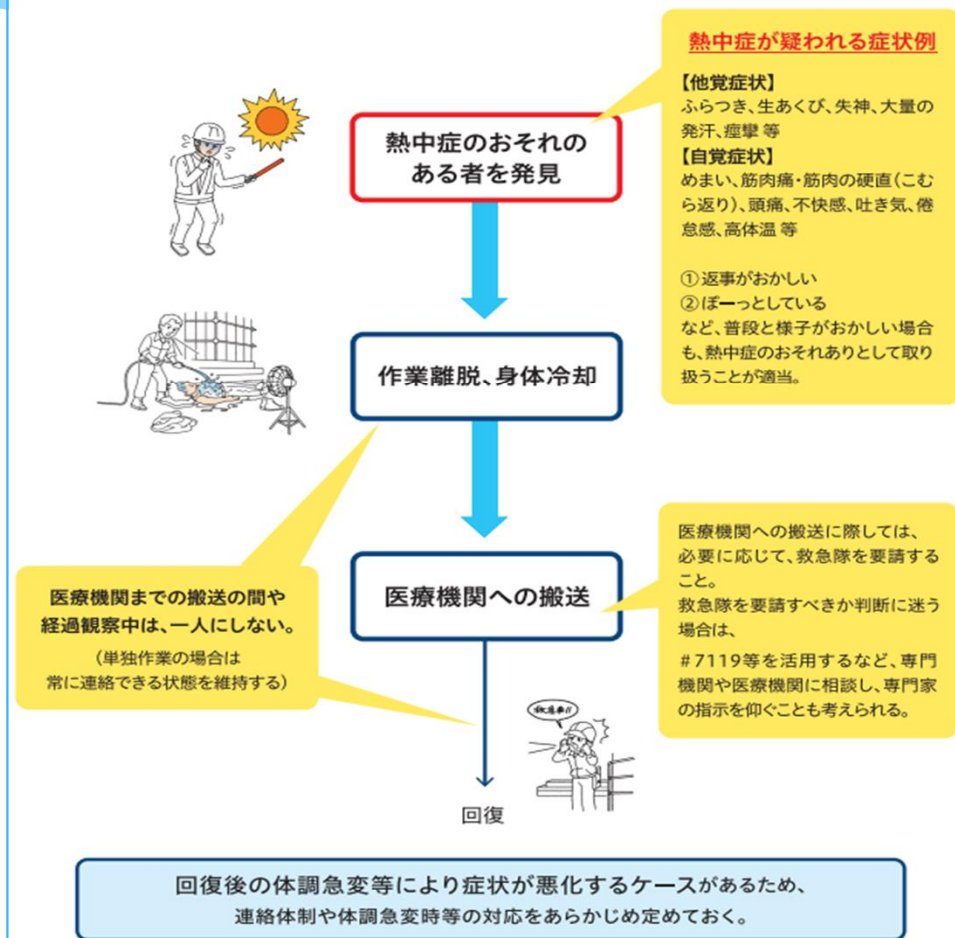 熱中症が疑われる症状例
【他覚症状】
ふらつき、生あくび、失神、大量の
発汗、痙攣 等
【自覚症状】
めまい、筋肉痛・筋肉の硬直(こむ
ら返り)、頭痛、不快感、吐き気、倦
怠感、高体温 等
①返事がおかしい
②ぼーっとしている
など、普段と様子がおかしい場合
も、熱中症のおそれありとして取り
扱うことが適当。
熱中症のおそれの
ある者を発見
作業離脱、身体冷却
医療機関への搬送
医療機関までの搬送の間や
経過観察中は、一人にしない。
(単独作業の場合は
常に連絡できる状態を維持する)
医療機関への搬送に際しては、
必要に応じて、救急隊を要請する
こと。
救急隊を要請すべきか判断に迷う
場合は、
#7119等を活用するなど、専門
機関や医療機関に相談し、専門家
の指示を仰ぐことも考えられる。
救急車!!
回復
回復後の体調急変等により症状が悪化するケースがあるため、
連絡体制や体調急変時等の対応をあらかじめ定めておく。